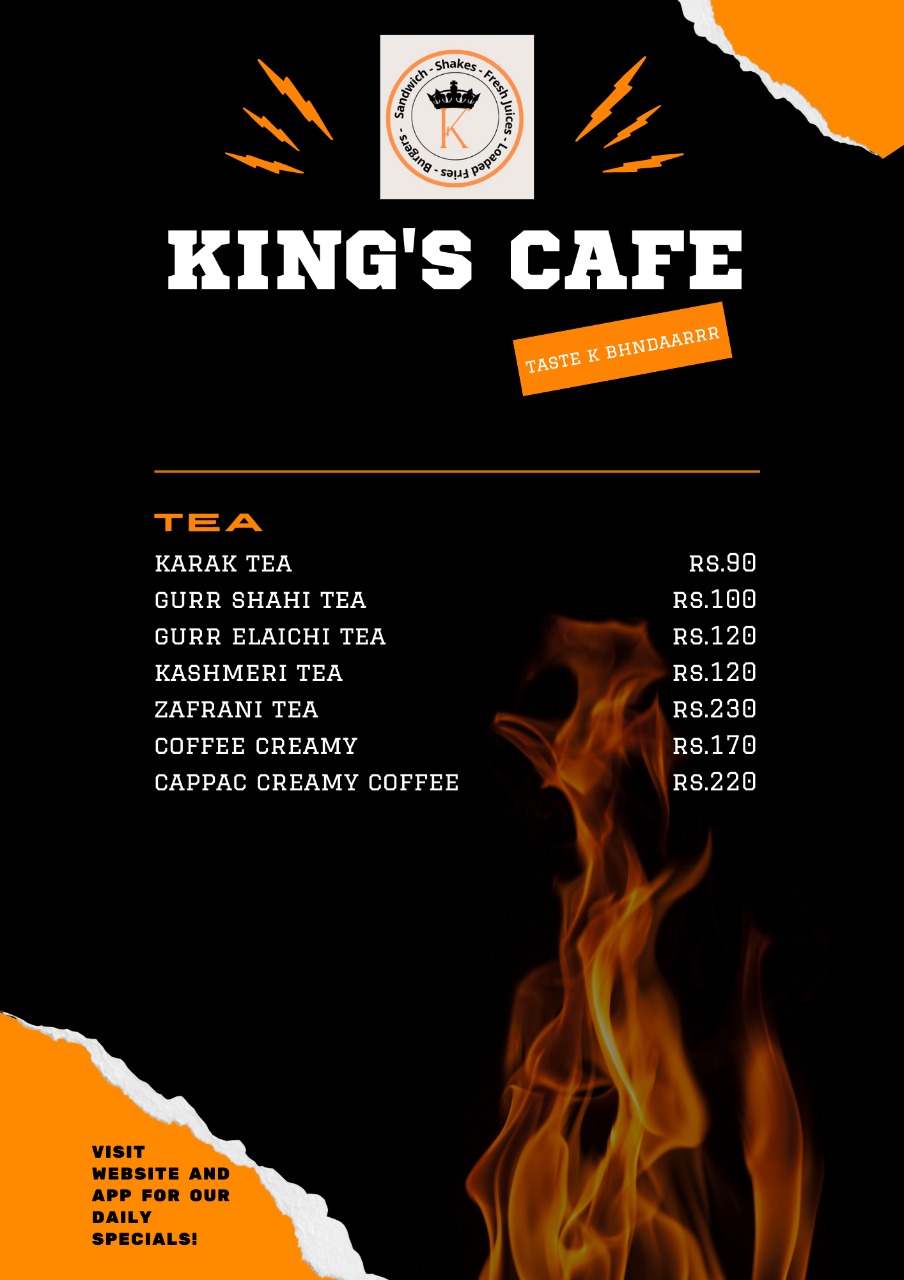 Sandwich - Shakes - Fresh Juices - Loaded Fries - Burgers -
K
KING'S CAFE
TASTE K BHNDAARRR
TEA
KARAK TEA RS.90
GURR SHAHI TEA RS.100
GURR ELAICHI TEA RS.120
KASHMERI TEA RS.120
ZAFRANI TEA RS.230
COFFEE CREAMY RS.170
CAPPAC CREAMY COFFEE RS.220
VISIT
WEBSITE AND
APP FOR OUR
DAILY
SPECIALS!